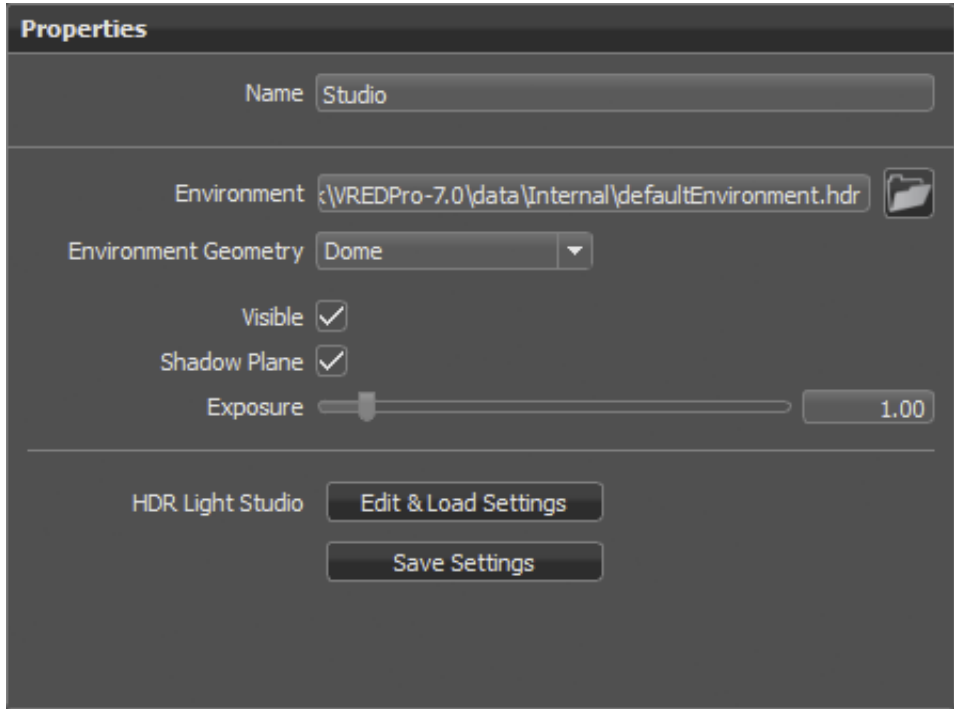 Properties
Name Studio
Environment \VREDPro-7.0\data\Internal\defaultEnvironment.hdr
Environment Geometry Dome
Visible
Shadow Plane
Exposure 1.00
HDR Light Studio Edit & Load Settings
Save Settings